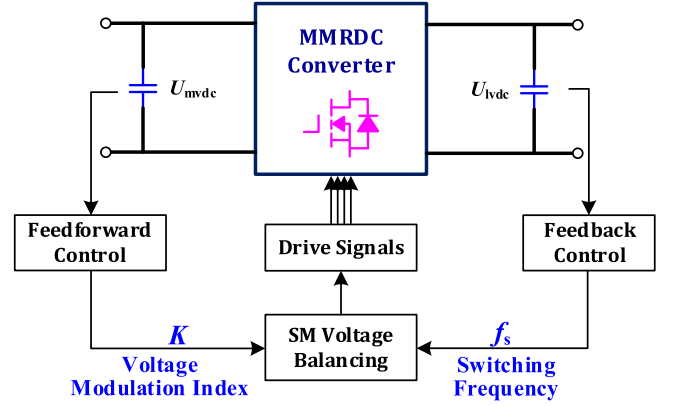 MMRDC
Converter
Umvdc
Ulvdc
Feedforward
Control
Drive Signals
Feedback
Control
K
Voltage
Modulation Index
SM Voltage
Balancing
fs
Switching
Frequency